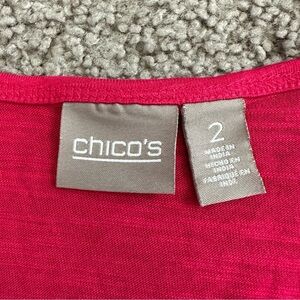 chico's
2
MADE IN
INDIA
HECHO EN
INDIA
FABRIQUÉ EN
INDE